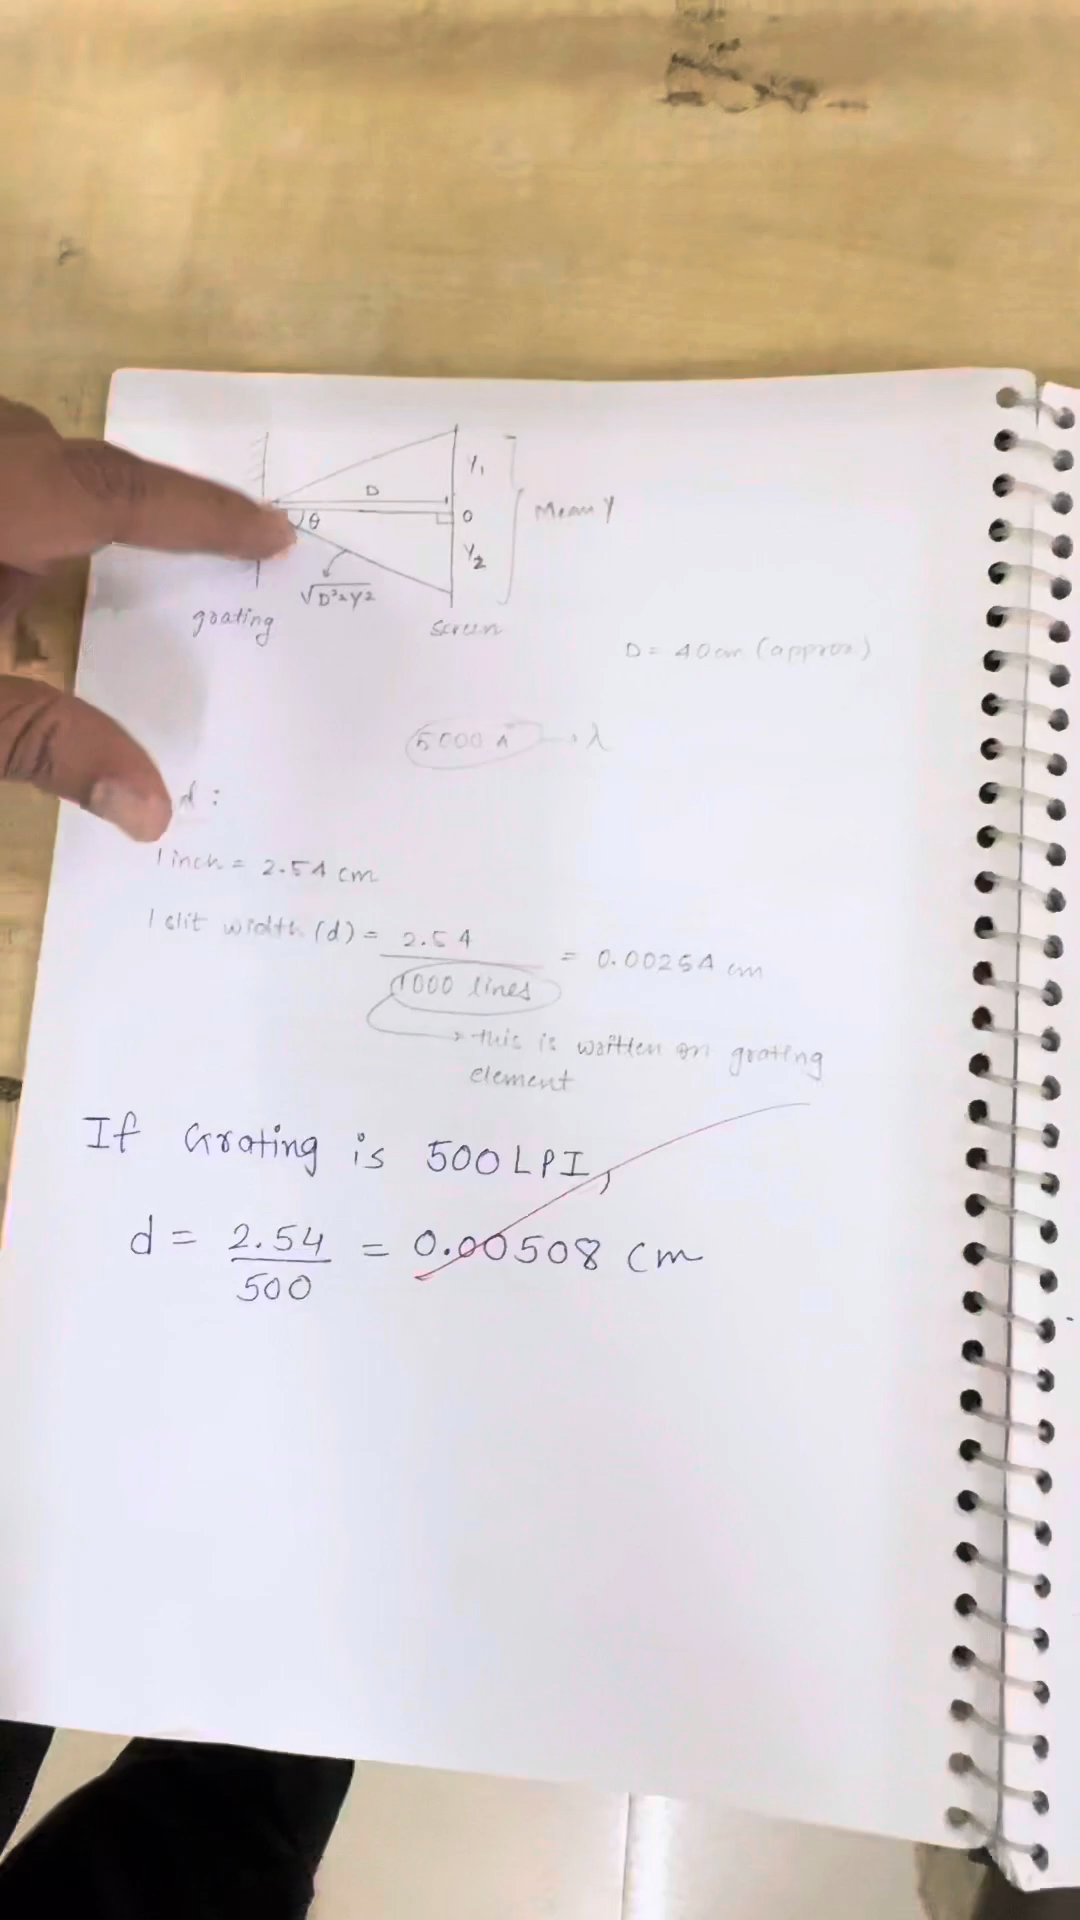 Y₁
D
O
Mean Y
θ
Y₂
√D²+Y²
grating
screen
D = 40cm (approx)
5000 Å → λ
d :
1 inch = 2.54 cm
1 slit width (d) = 2.54 / 1000 lines = 0.00254 cm
→ this is written on grating
element
If Grating is 500 LPI,
d = 2.54 / 500 = 0.00508 cm